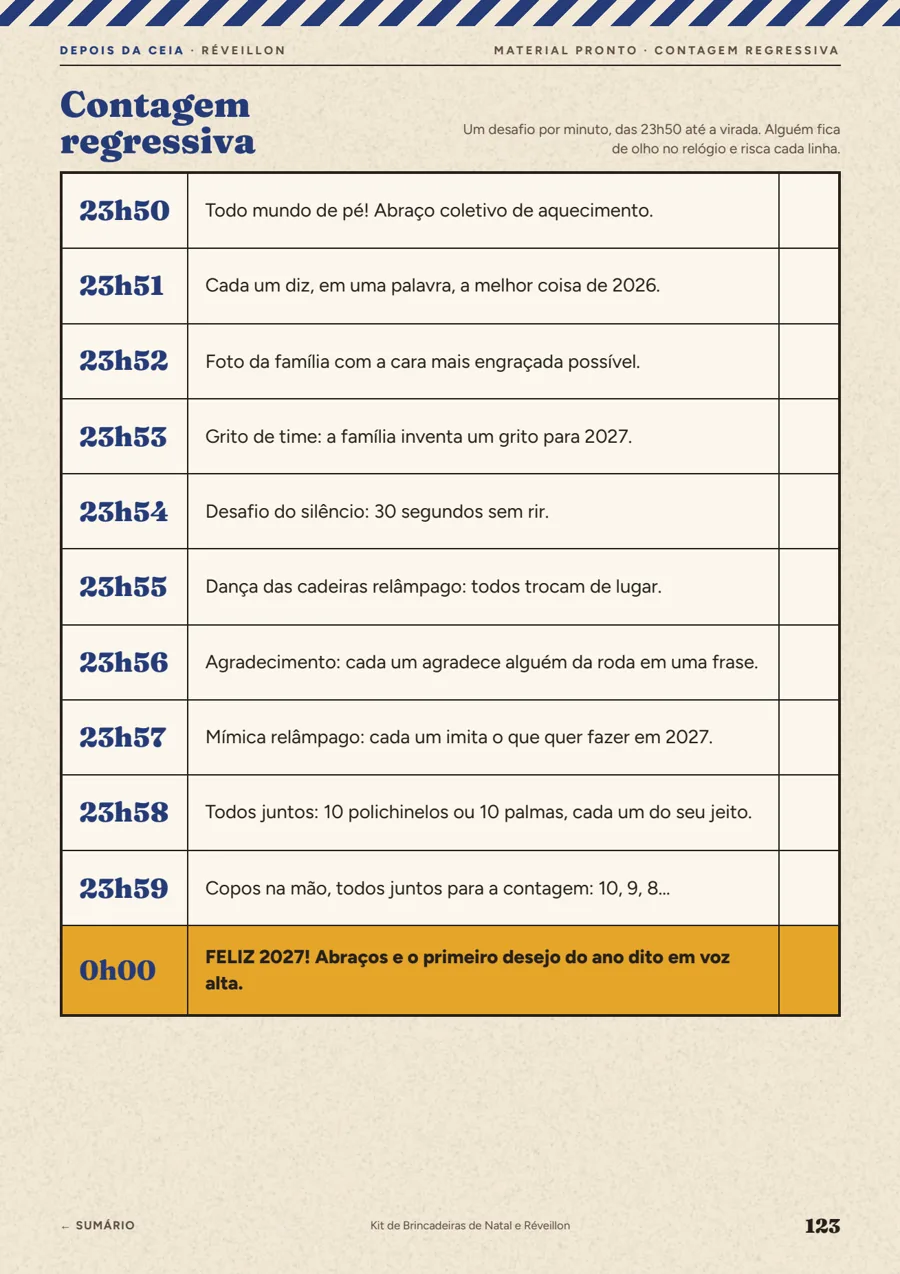 DEPOIS DA CEIA · RÉVEILLON
MATERIAL PRONTO · CONTAGEM REGRESSIVA
Contagem
regressiva
Um desafio por minuto, das 23h50 até a virada. Alguém fica
de olho no relógio e risca cada linha.
23h50 Todo mundo de pé! Abraço coletivo de aquecimento.
23h51 Cada um diz, em uma palavra, a melhor coisa de 2026.
23h52 Foto da família com a cara mais engraçada possível.
23h53 Grito de time: a família inventa um grito para 2027.
23h54 Desafio do silêncio: 30 segundos sem rir.
23h55 Dança das cadeiras relâmpago: todos trocam de lugar.
23h56 Agradecimento: cada um agradece alguém da roda em uma frase.
23h57 Mímica relâmpago: cada um imita o que quer fazer em 2027.
23h58 Todos juntos: 10 polichinelos ou 10 palmas, cada um do seu jeito.
23h59 Copos na mão, todos juntos para a contagem: 10, 9, 8...
0h00 FELIZ 2027! Abraços e o primeiro desejo do ano dito em voz
alta.
← SUMÁRIO
Kit de Brincadeiras de Natal e Réveillon
123